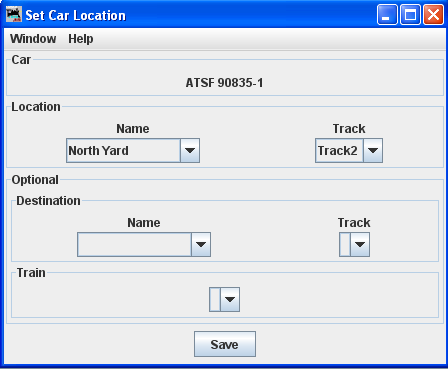 Set Car Location
Window Help
Car
ATSF 90835-1
Location
Name Track
North Yard Track2
Optional
Destination
Name Track
Train
Save